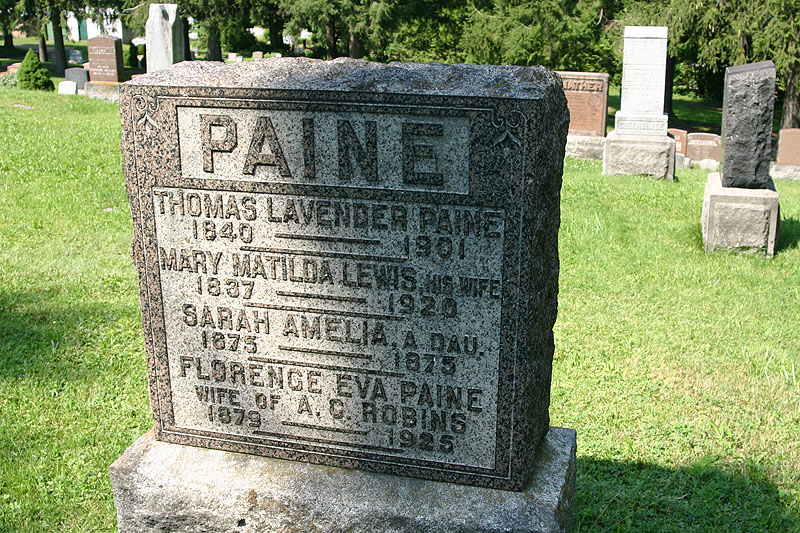 PAINE
THOMAS LAVENDER PAINE
1840 1901
MARY MATILDA LEWIS, HIS WIFE
1837 1920
SARAH AMELIA, A DAU.
1875 1875
FLORENCE EVA PAINE
WIFE OF A. C. ROBINS
1879 1925
MATHER